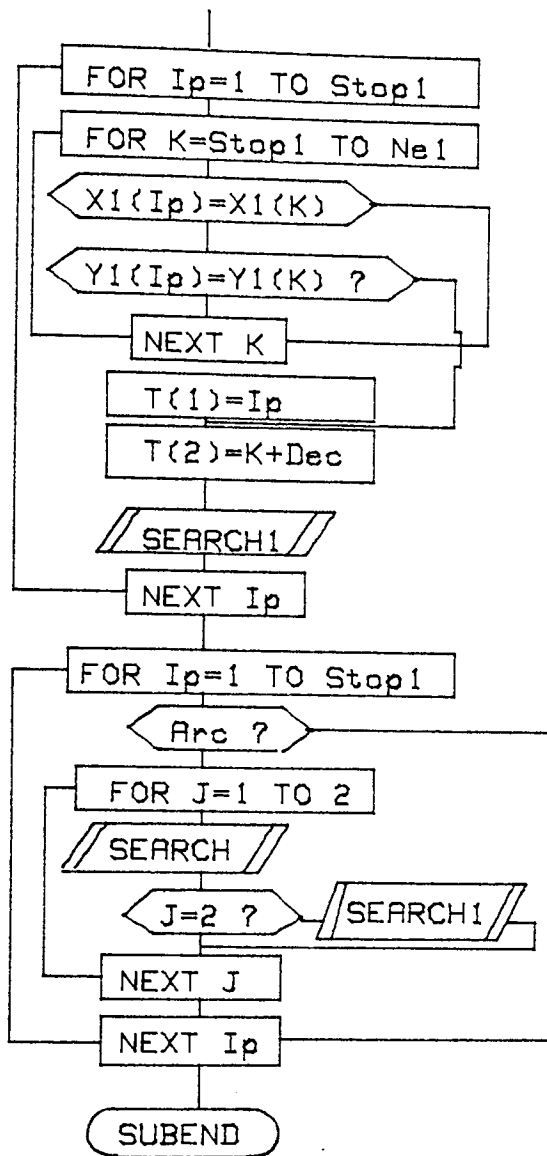 FOR Ip=1 TO Stop1
FOR K=Stop1 TO Ne1
X1(Ip)=X1(K)
Y1(Ip)=Y1(K) ?
NEXT K
T(1)=Ip
T(2)=K+Dec
SEARCH1
NEXT Ip
FOR Ip=1 TO Stop1
Arc ?
FOR J=1 TO 2
SEARCH
J=2 ?
SEARCH1
NEXT J
NEXT Ip
SUBEND